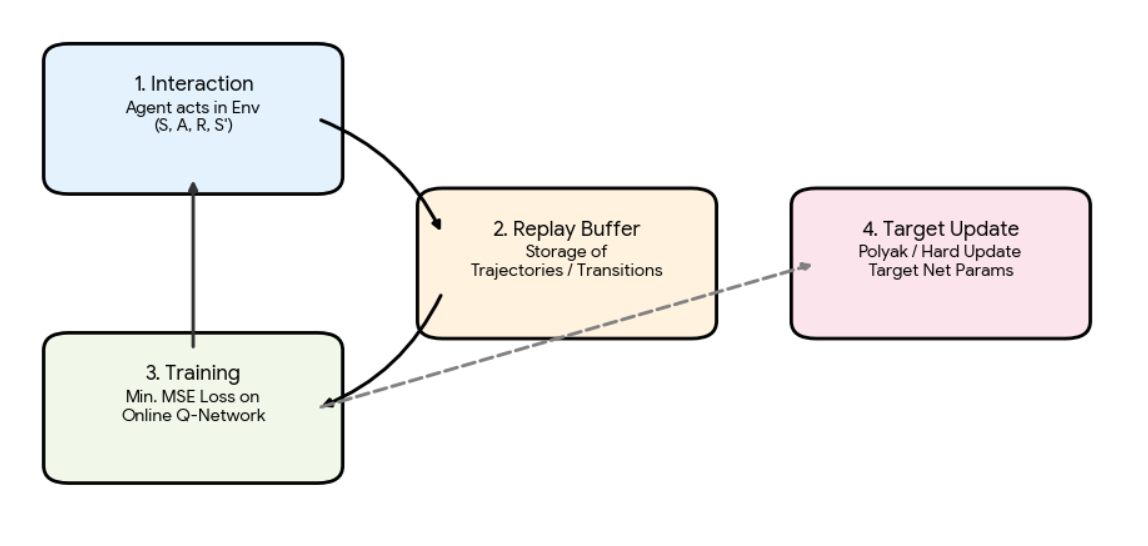 1. Interaction
Agent acts in Env
(S, A, R, S')
2. Replay Buffer
Storage of
Trajectories / Transitions
3. Training
Min. MSE Loss on
Online Q-Network
4. Target Update
Polyak / Hard Update
Target Net Params